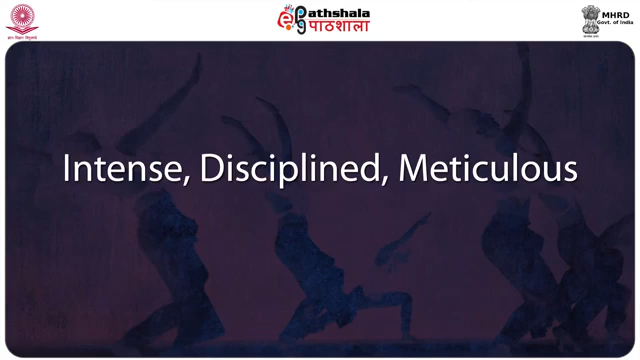 ePathshala
पाठशाला
MHRD
Govt. of India
Intense, Disciplined, Meticulous